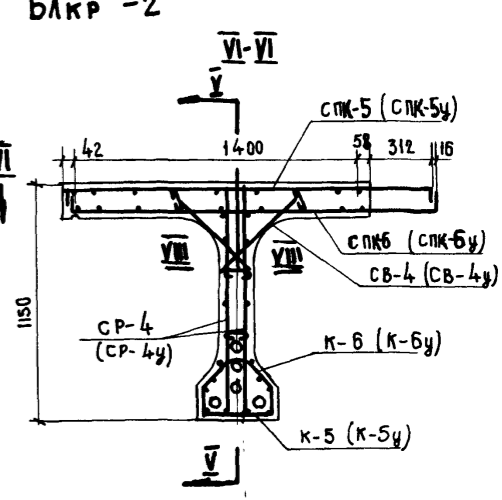 БЛКР -2
VI-VI
V
СПК-5 (СПК-5у)
VI
42
1400
58
312
16
СПК6 (СПК-6у)
VIII
VIII
СВ-4 (СВ-4у)
1150
СР-4
(СР-4у)
К-6 (К-6у)
К-5 (К-5у)
V